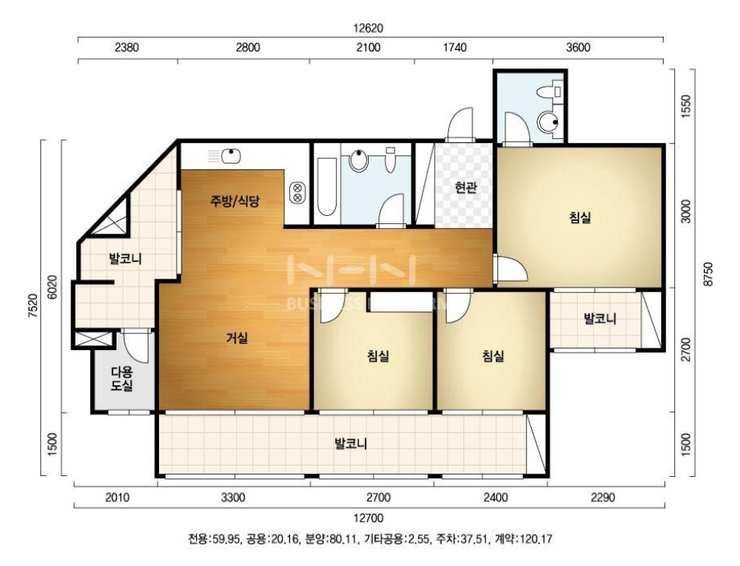 12620
2380 2800 2100 1740 3600
1550
현관
주방/식당
침실
3000
발코니
7520
6020
8750
N-I-N
발코니
거실
침실
침실
2700
다용
도실
발코니
1500
1500
2010 3300 2700 2400 2290
12700
전용:59.95, 공용:20.16, 분양:80.11, 기타공용:2.55, 주차:37.51, 계약:120.17